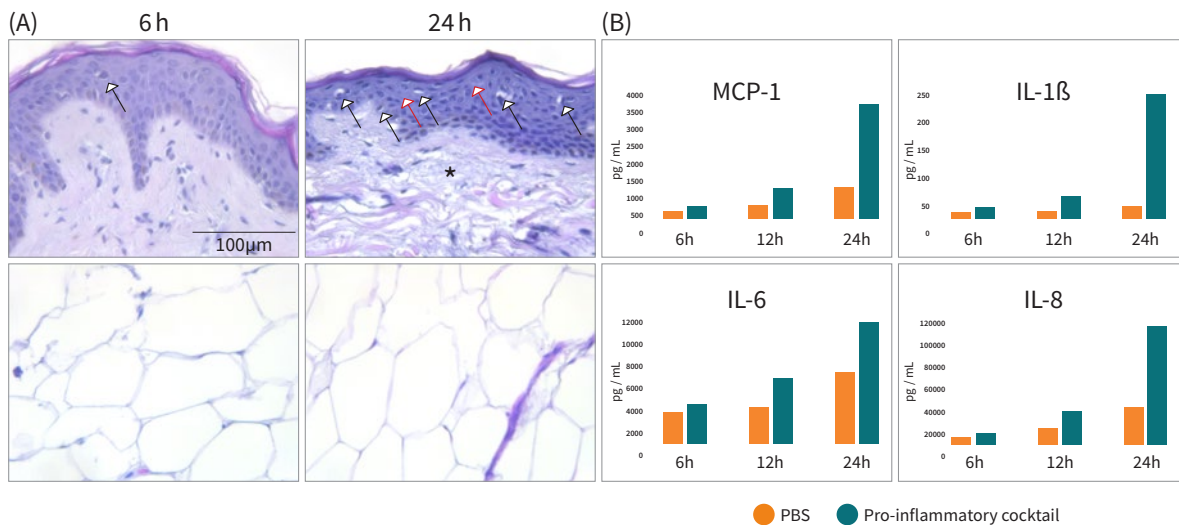 (A)
6 h
24 h
*
100µm
(B)
MCP-1
pg / mL
4000
3500
3000
2500
2000
1500
1000
500
0
6h
12h
24h
IL-1ß
pg / mL
250
200
150
100
50
0
6h
12h
24h
IL-6
pg / mL
12000
10000
8000
6000
4000
2000
0
6h
12h
24h
IL-8
pg / mL
120000
100000
80000
60000
40000
20000
0
6h
12h
24h
PBS
Pro-inflammatory cocktail